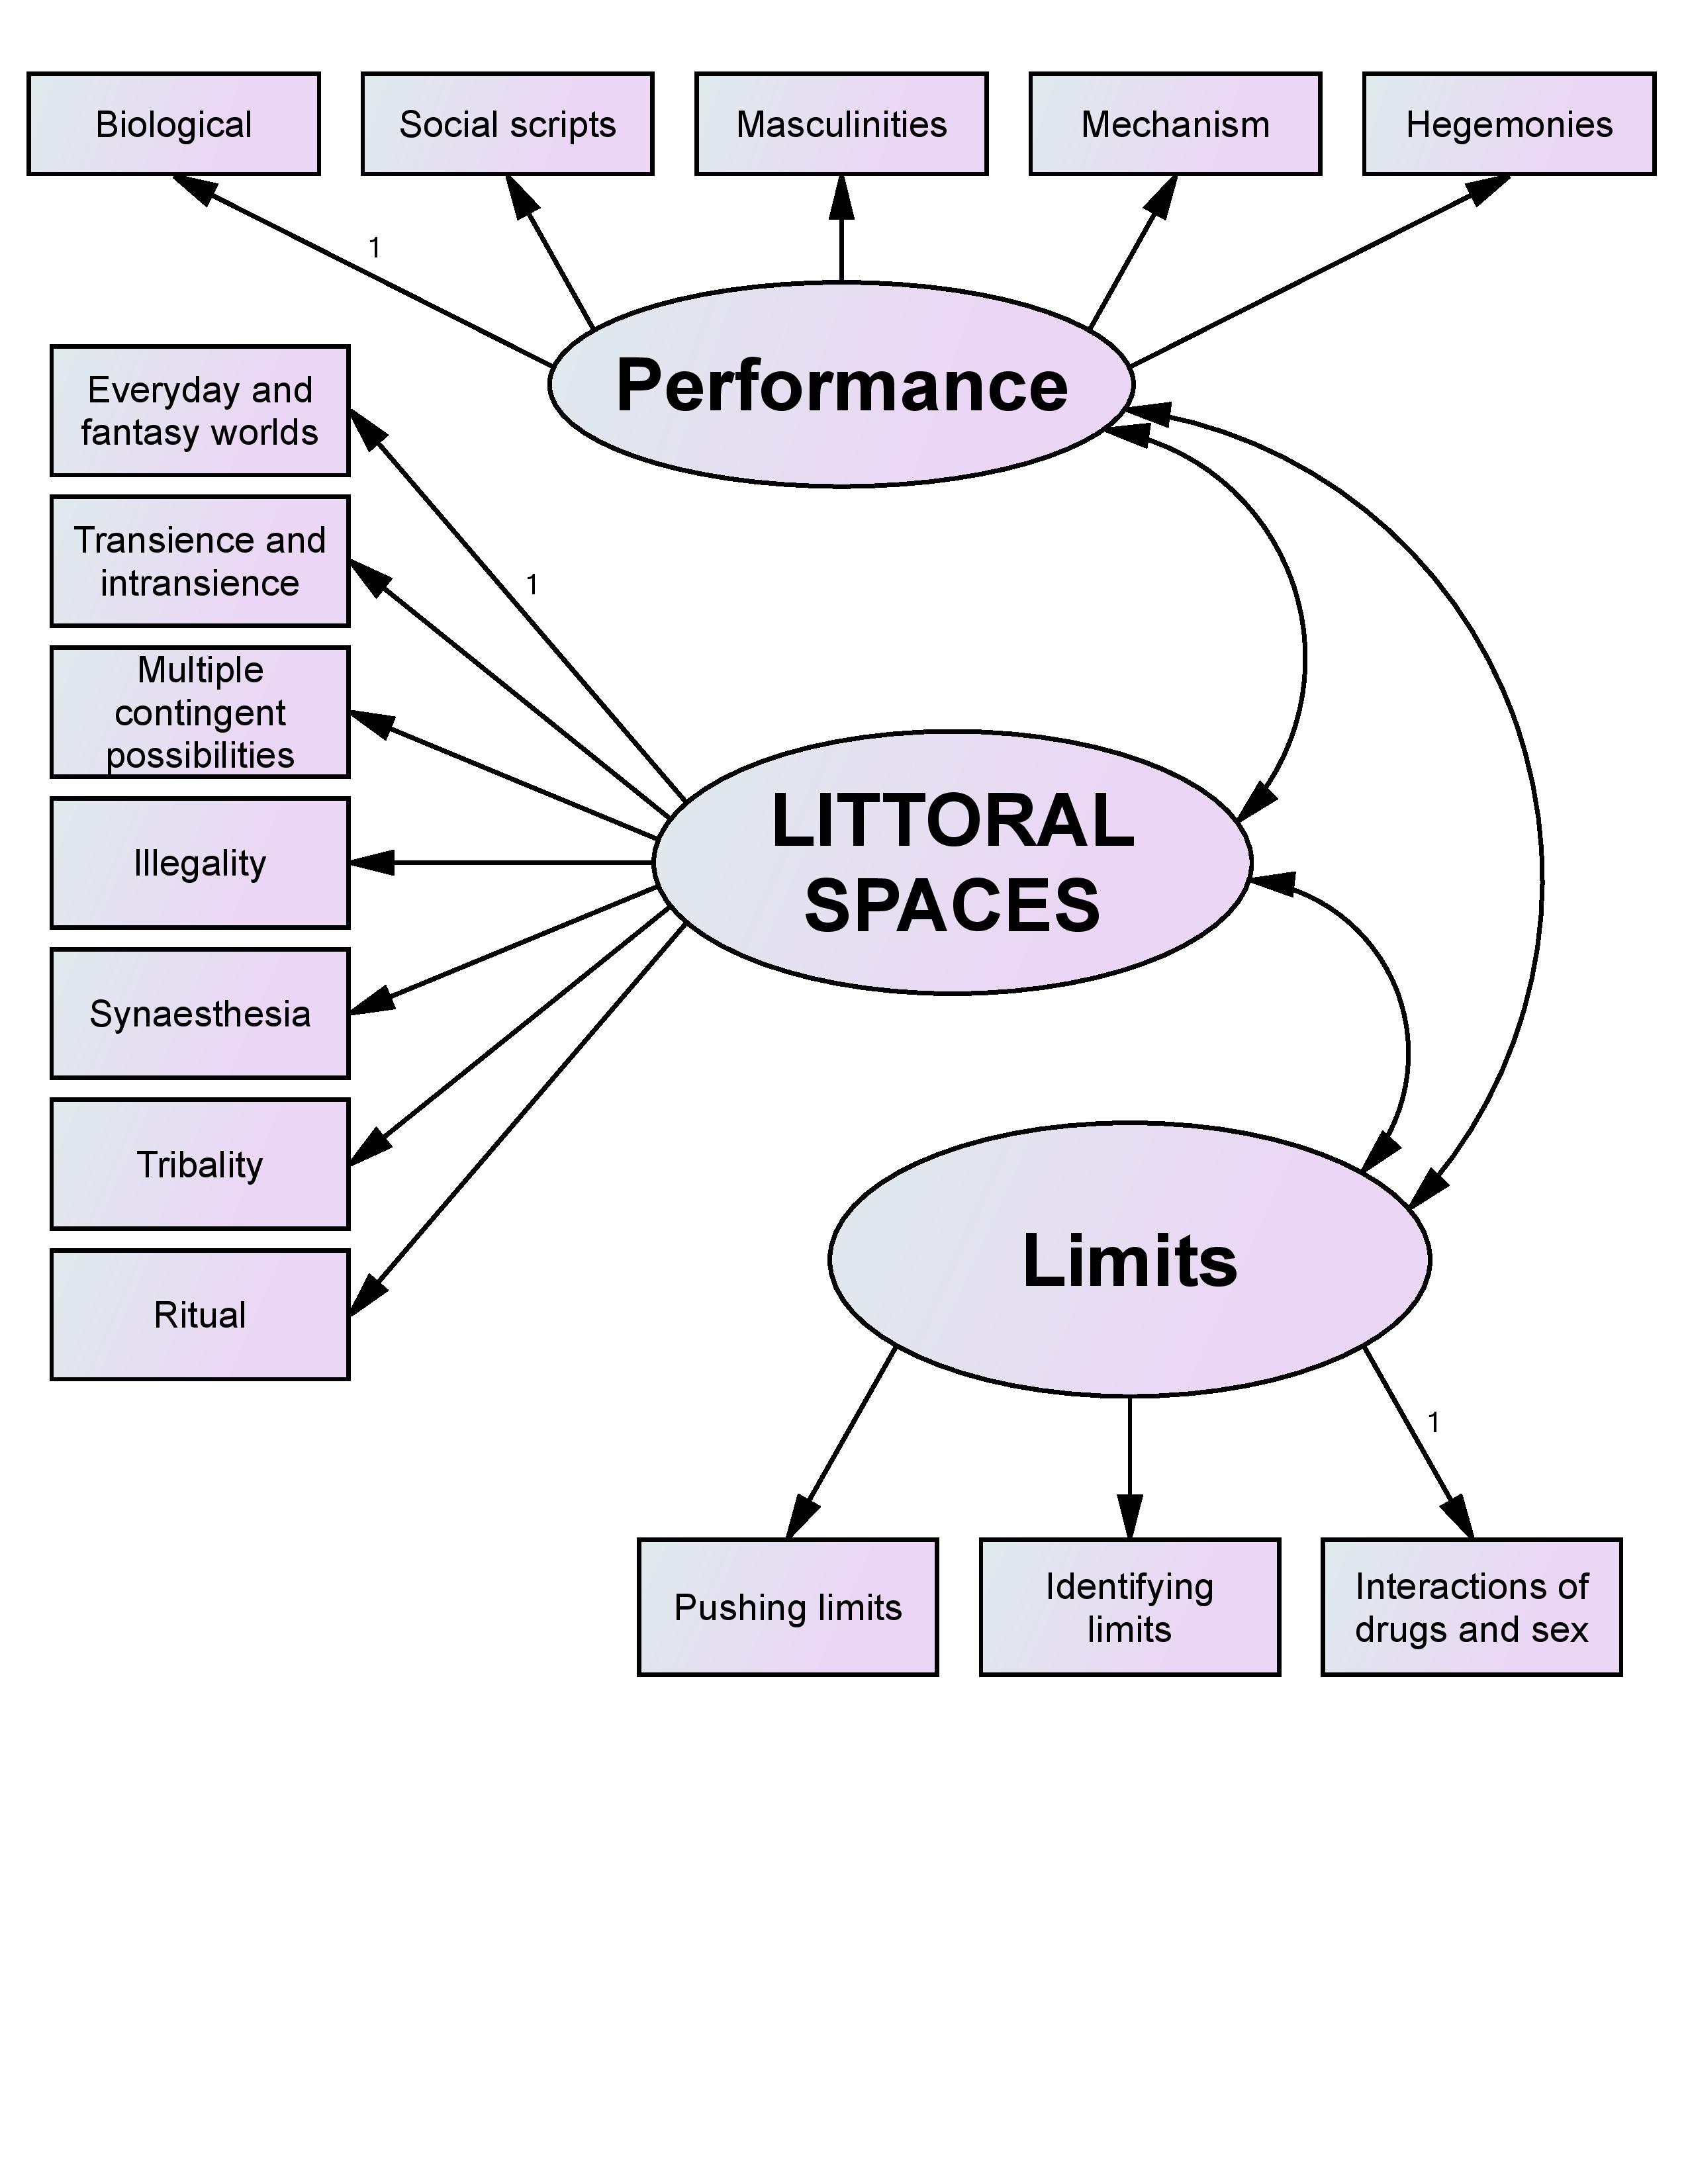 Biological
Social scripts
Masculinities
Mechanism
Hegemonies
1
Performance
Everyday and
fantasy worlds
1
Transience and
intransience
Multiple
contingent
possibilities
LITTORAL
SPACES
Illegality
Synaesthesia
Tribality
Ritual
Limits
1
Pushing limits
Identifying
limits
Interactions of
drugs and sex